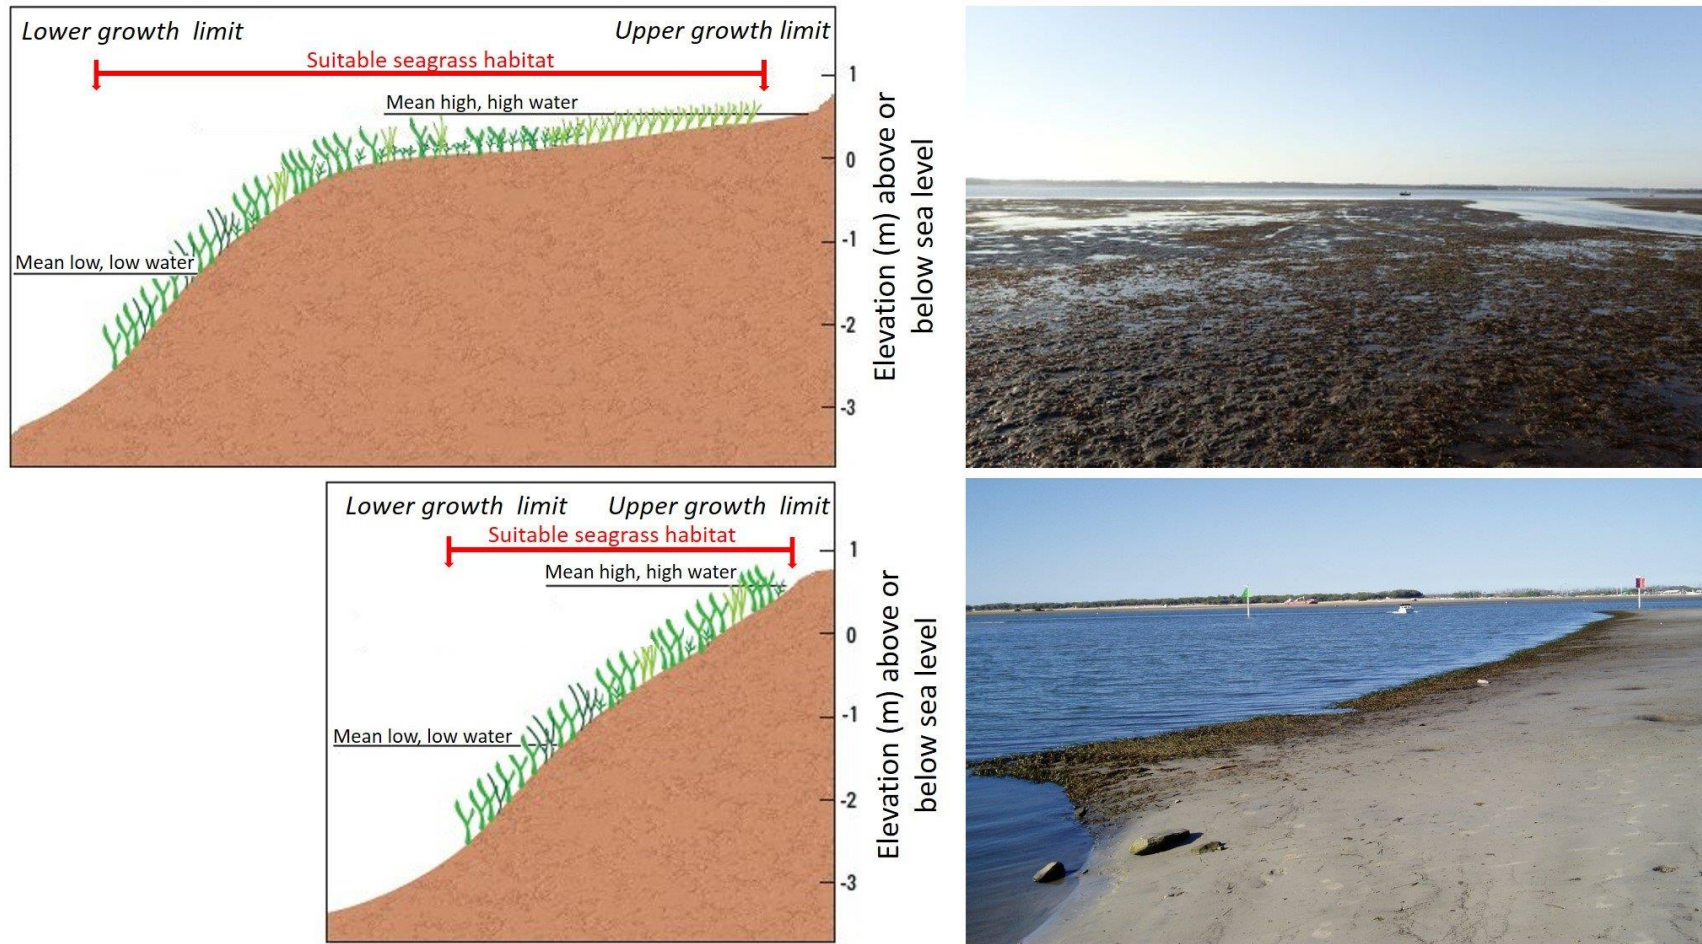 Lower growth limit
Upper growth limit
Suitable seagrass habitat
Mean high, high water
Mean low, low water
1
0
-1
-2
-3
Elevation (m) above or
below sea level
Lower growth limit
Upper growth limit
Suitable seagrass habitat
Mean high, high water
Mean low, low water
1
0
-1
-2
-3
Elevation (m) above or
below sea level